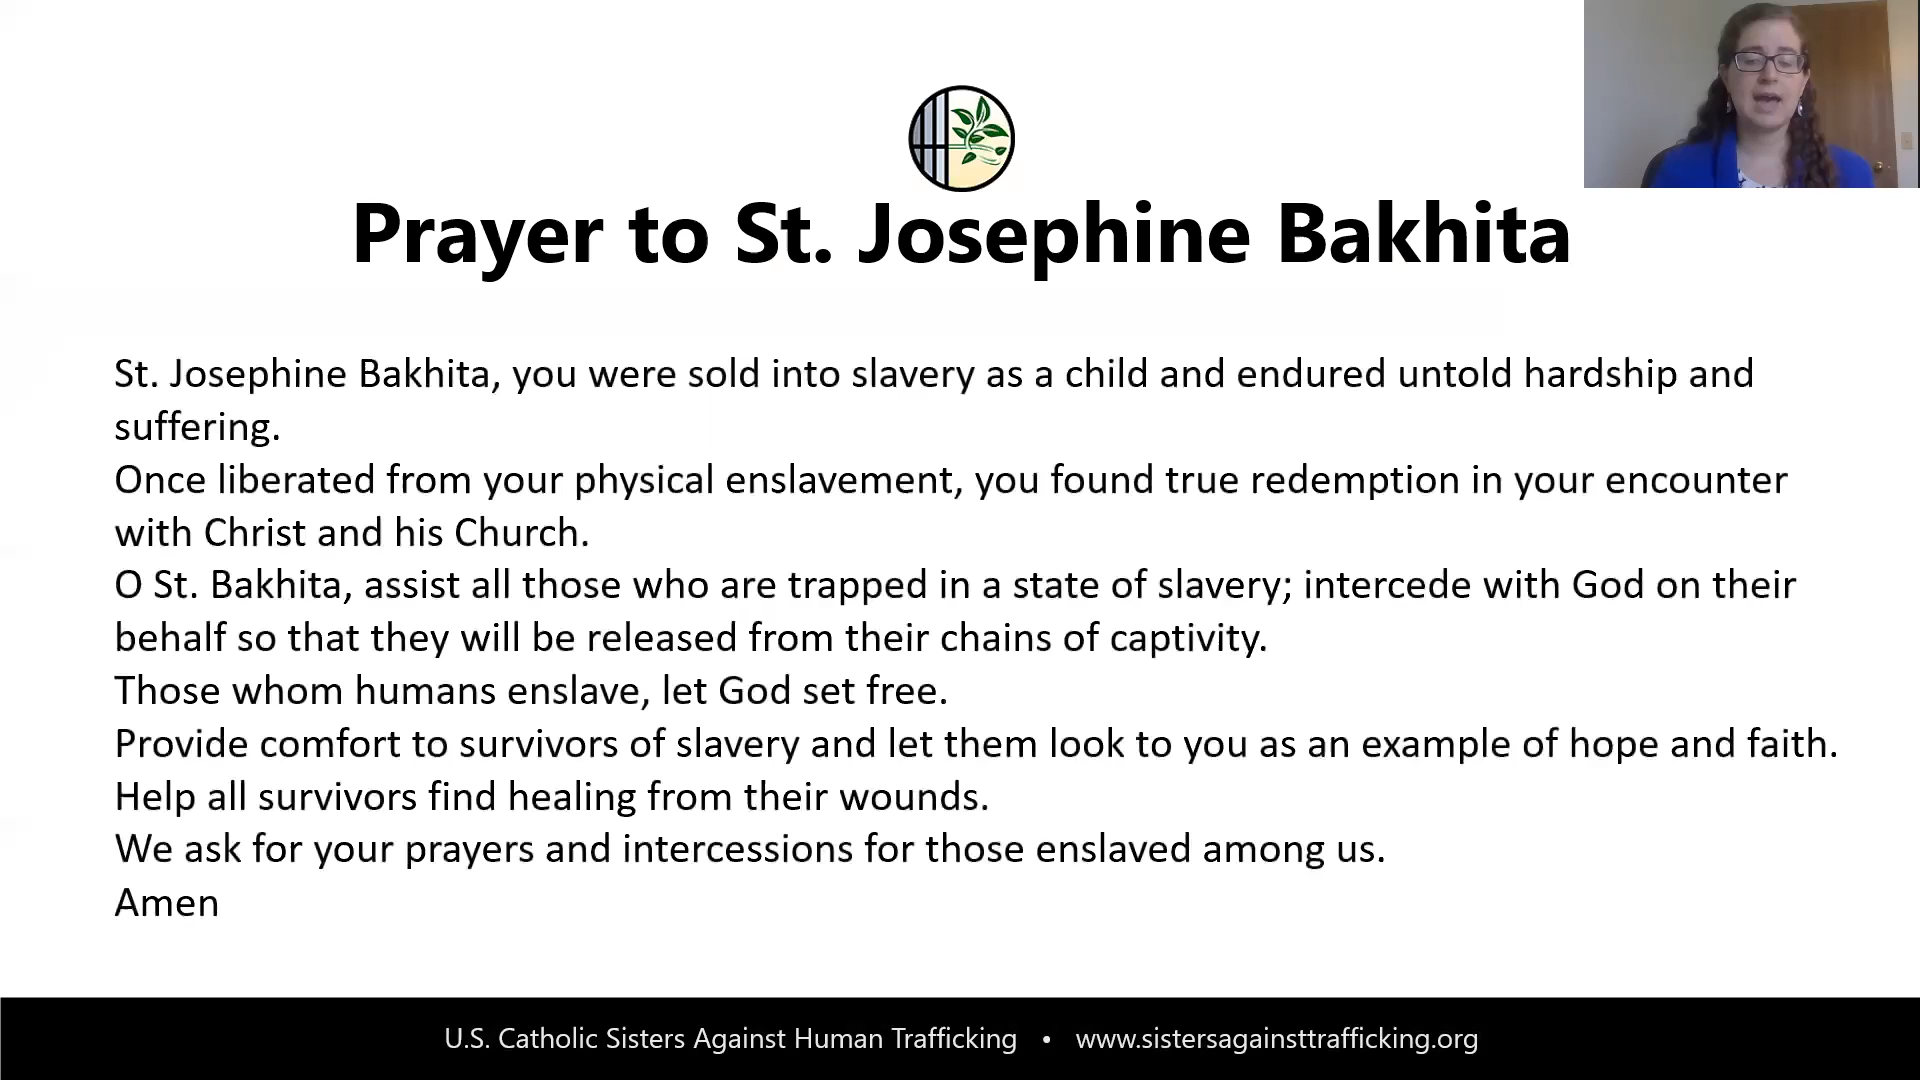 Prayer to St. Josephine Bakhita
St. Josephine Bakhita, you were sold into slavery as a child and endured untold hardship and
suffering.
Once liberated from your physical enslavement, you found true redemption in your encounter
with Christ and his Church.
O St. Bakhita, assist all those who are trapped in a state of slavery; intercede with God on their
behalf so that they will be released from their chains of captivity.
Those whom humans enslave, let God set free.
Provide comfort to survivors of slavery and let them look to you as an example of hope and faith.
Help all survivors find healing from their wounds.
We ask for your prayers and intercessions for those enslaved among us.
Amen
U.S. Catholic Sisters Against Human Trafficking • www.sistersagainsttrafficking.org